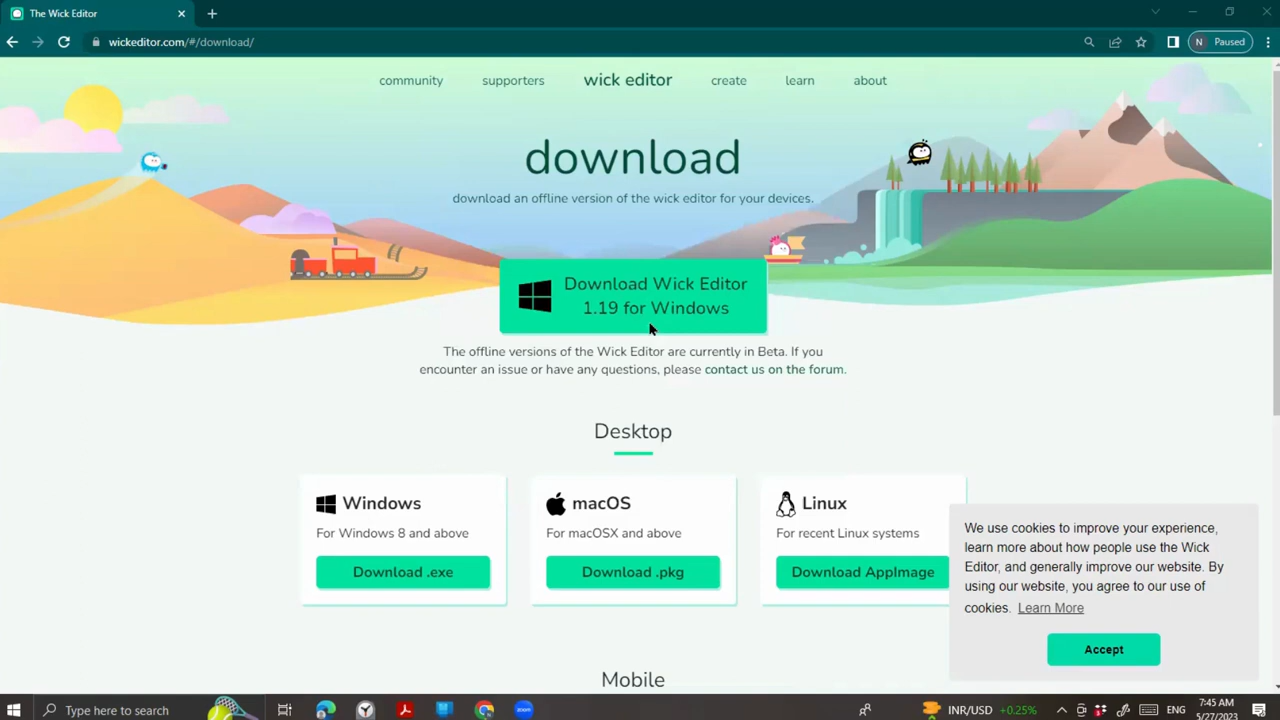 The Wick Editor
wickeditor.com/#/download/
N Paused
community supporters wick editor create learn about
download
download an offline version of the wick editor for your devices.
Download Wick Editor
1.19 for Windows
The offline versions of the Wick Editor are currently in Beta. If you
encounter an issue or have any questions, please contact us on the forum.
Desktop
Windows
For Windows 8 and above
Download .exe
macOS
For macOSX and above
Download .pkg
Linux
For recent Linux systems
Download AppImage
We use cookies to improve your experience,
learn more about how people use the Wick
Editor, and generally improve our website. By
using our website, you agree to our use of
cookies. Learn More
Accept
Mobile
Type here to search
zoom
INR/USD +0.25%
ENG
7:45 AM
5/27/2023